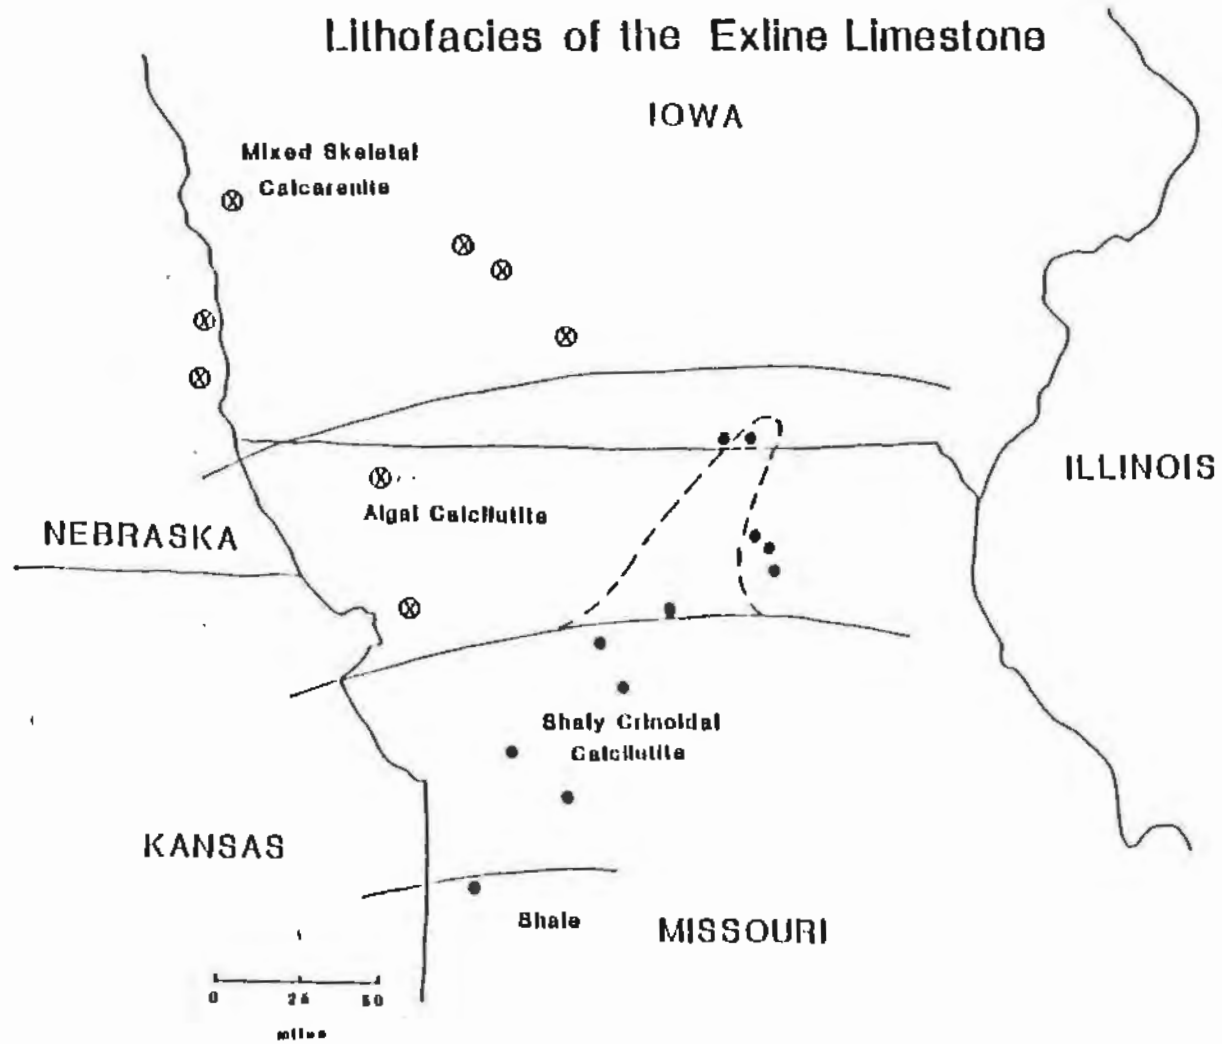 Lithofacies of the Exline Limestone
IOWA
Mixed Skeletal
Calcarenite
ILLINOIS
Algal Calcilutite
NEBRASKA
Shaly Crinoidal
Calcilutite
KANSAS
Shale
MISSOURI
0 25 50
miles